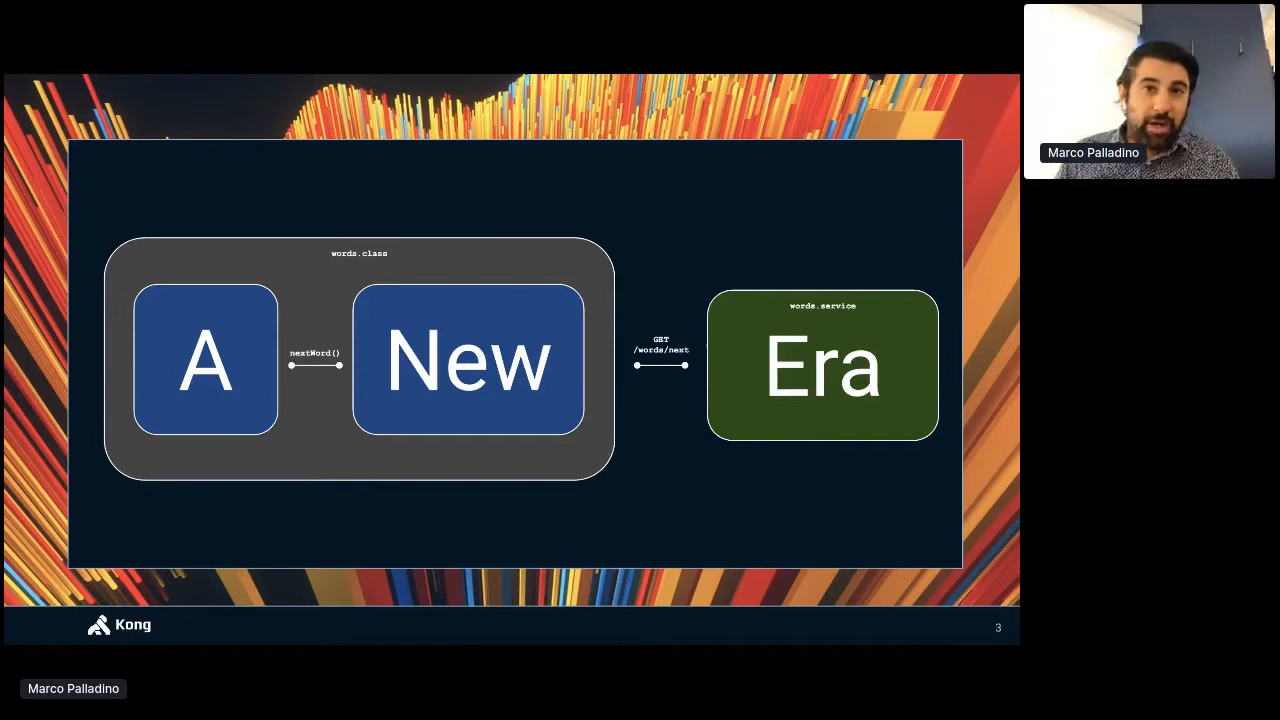 words.class
A
nextWord()
New
GET
/words/next
words.service
Era
Kong
3
Marco Palladino
Marco Palladino